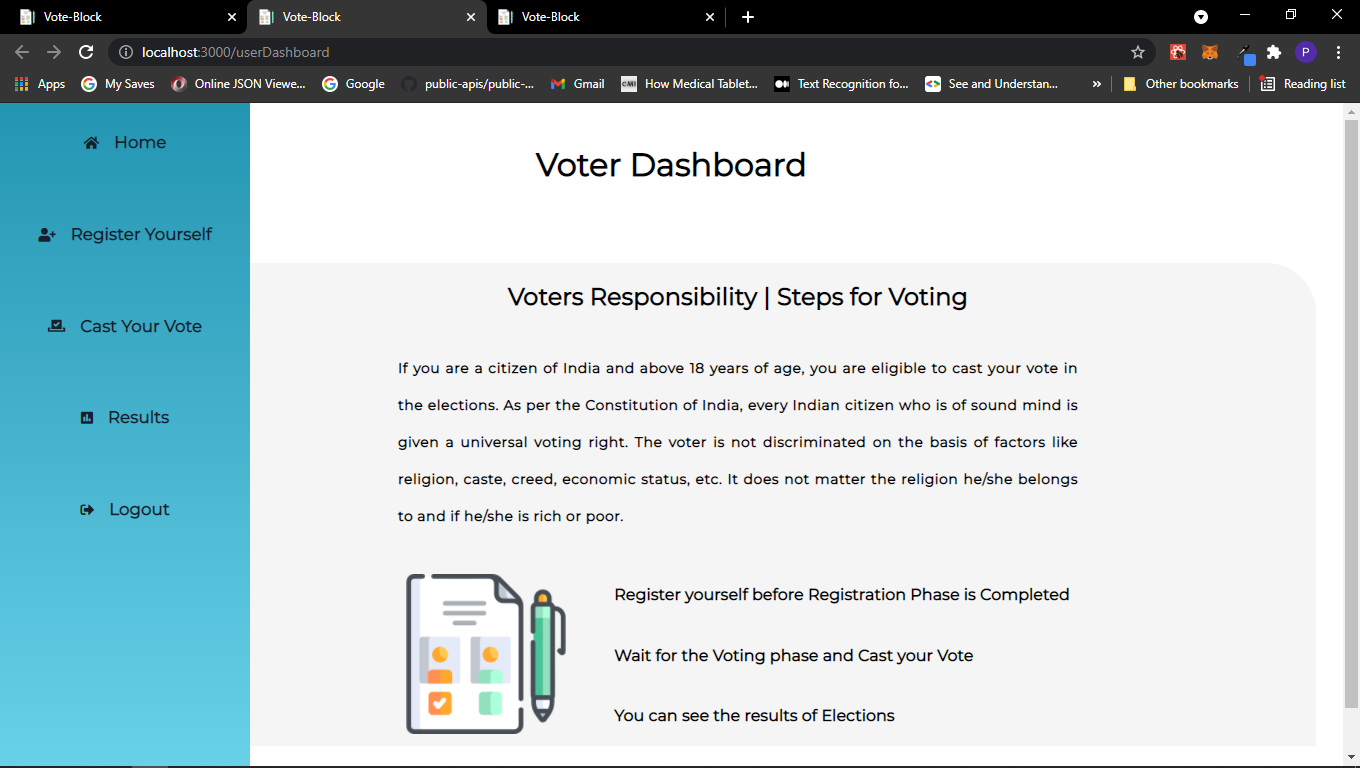 Vote-Block
Vote-Block
Vote-Block
localhost:3000/userDashboard
P
Apps
My Saves
Online JSON Viewe...
Google
public-apis/public-...
Gmail
CMI
How Medical Tablet...
Text Recognition fo...
See and Understan...
»
Other bookmarks
Reading list
Home
Register Yourself
Cast Your Vote
Results
Logout
Voter Dashboard
Voters Responsibility | Steps for Voting
If you are a citizen of India and above 18 years of age, you are eligible to cast your vote in
the elections. As per the Constitution of India, every Indian citizen who is of sound mind is
given a universal voting right. The voter is not discriminated on the basis of factors like
religion, caste, creed, economic status, etc. It does not matter the religion he/she belongs
to and if he/she is rich or poor.
Register yourself before Registration Phase is Completed
Wait for the Voting phase and Cast your Vote
You can see the results of Elections